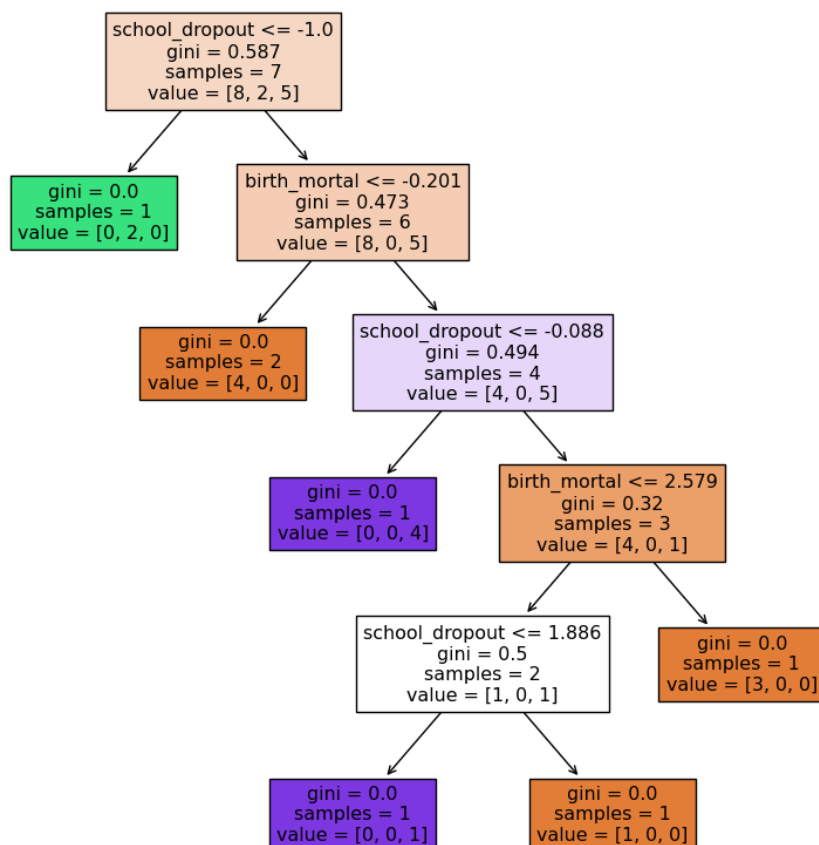 school_dropout <= -1.0
gini = 0.587
samples = 7
value = [8, 2, 5]
gini = 0.0
samples = 1
value = [0, 2, 0]
birth_mortal <= -0.201
gini = 0.473
samples = 6
value = [8, 0, 5]
gini = 0.0
samples = 2
value = [4, 0, 0]
school_dropout <= -0.088
gini = 0.494
samples = 4
value = [4, 0, 5]
gini = 0.0
samples = 1
value = [0, 0, 4]
birth_mortal <= 2.579
gini = 0.32
samples = 3
value = [4, 0, 1]
school_dropout <= 1.886
gini = 0.5
samples = 2
value = [1, 0, 1]
gini = 0.0
samples = 1
value = [3, 0, 0]
gini = 0.0
samples = 1
value = [0, 0, 1]
gini = 0.0
samples = 1
value = [1, 0, 0]